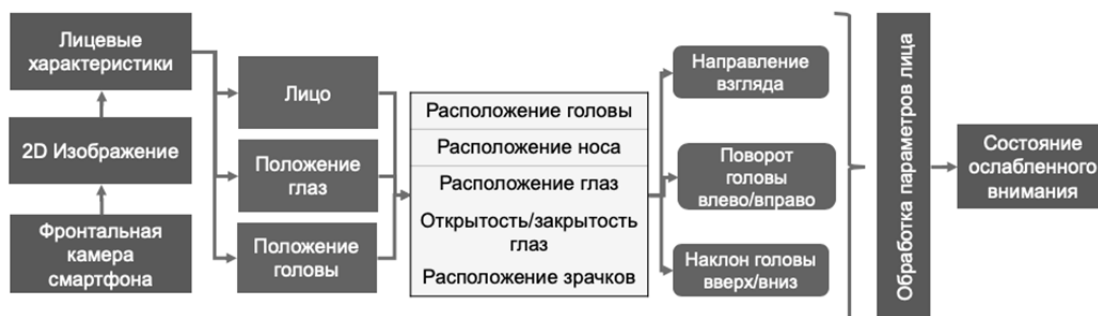 Лицевые
характеристики
2D Изображение
Фронтальная
камера
смартфона
Лицо
Положение
глаз
Положение
головы
Расположение головы
Расположение носа
Расположение глаз
Открытость/закрытость
глаз
Расположение зрачков
Направление
взгляда
Поворот
головы
влево/вправо
Наклон головы
вверх/вниз
Обработка параметров лица
Состояние
ослабленного
внимания